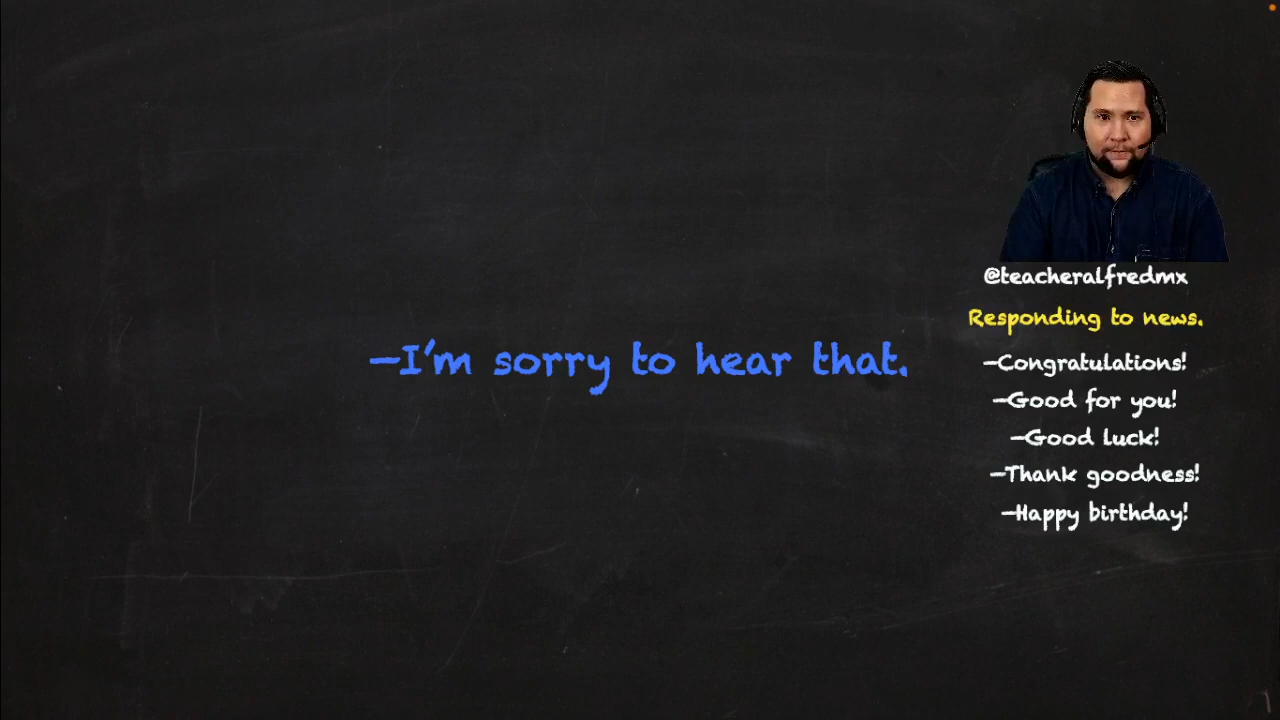 @teacheralfredmx
Responding to news.
–I'm sorry to hear that.
–Congratulations!
–Good for you!
–Good luck!
–Thank goodness!
–Happy birthday!